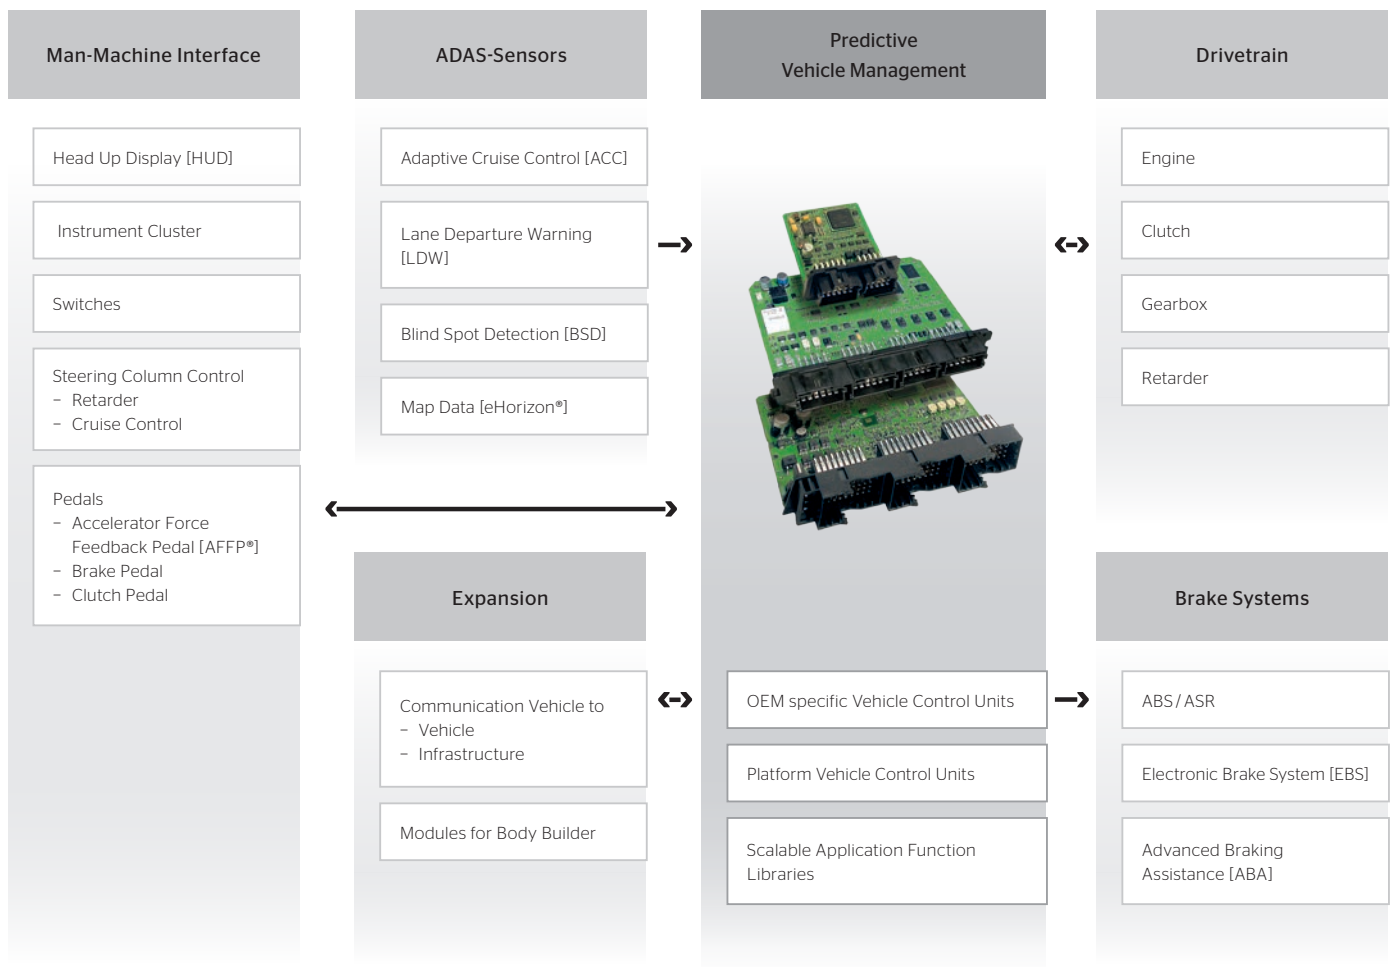 Man-Machine Interface
Head Up Display [HUD]
Instrument Cluster
Switches
Steering Column Control
– Retarder
– Cruise Control
Pedals
– Accelerator Force
Feedback Pedal [AFFP®]
– Brake Pedal
– Clutch Pedal
ADAS-Sensors
Adaptive Cruise Control [ACC]
Lane Departure Warning
[LDW]
Blind Spot Detection [BSD]
Map Data [eHorizon®]
Expansion
Communication Vehicle to
– Vehicle
– Infrastructure
Modules for Body Builder
Predictive
Vehicle Management
OEM specific Vehicle Control Units
Platform Vehicle Control Units
Scalable Application Function
Libraries
Drivetrain
Engine
Clutch
Gearbox
Retarder
Brake Systems
ABS / ASR
Electronic Brake System [EBS]
Advanced Braking
Assistance [ABA]